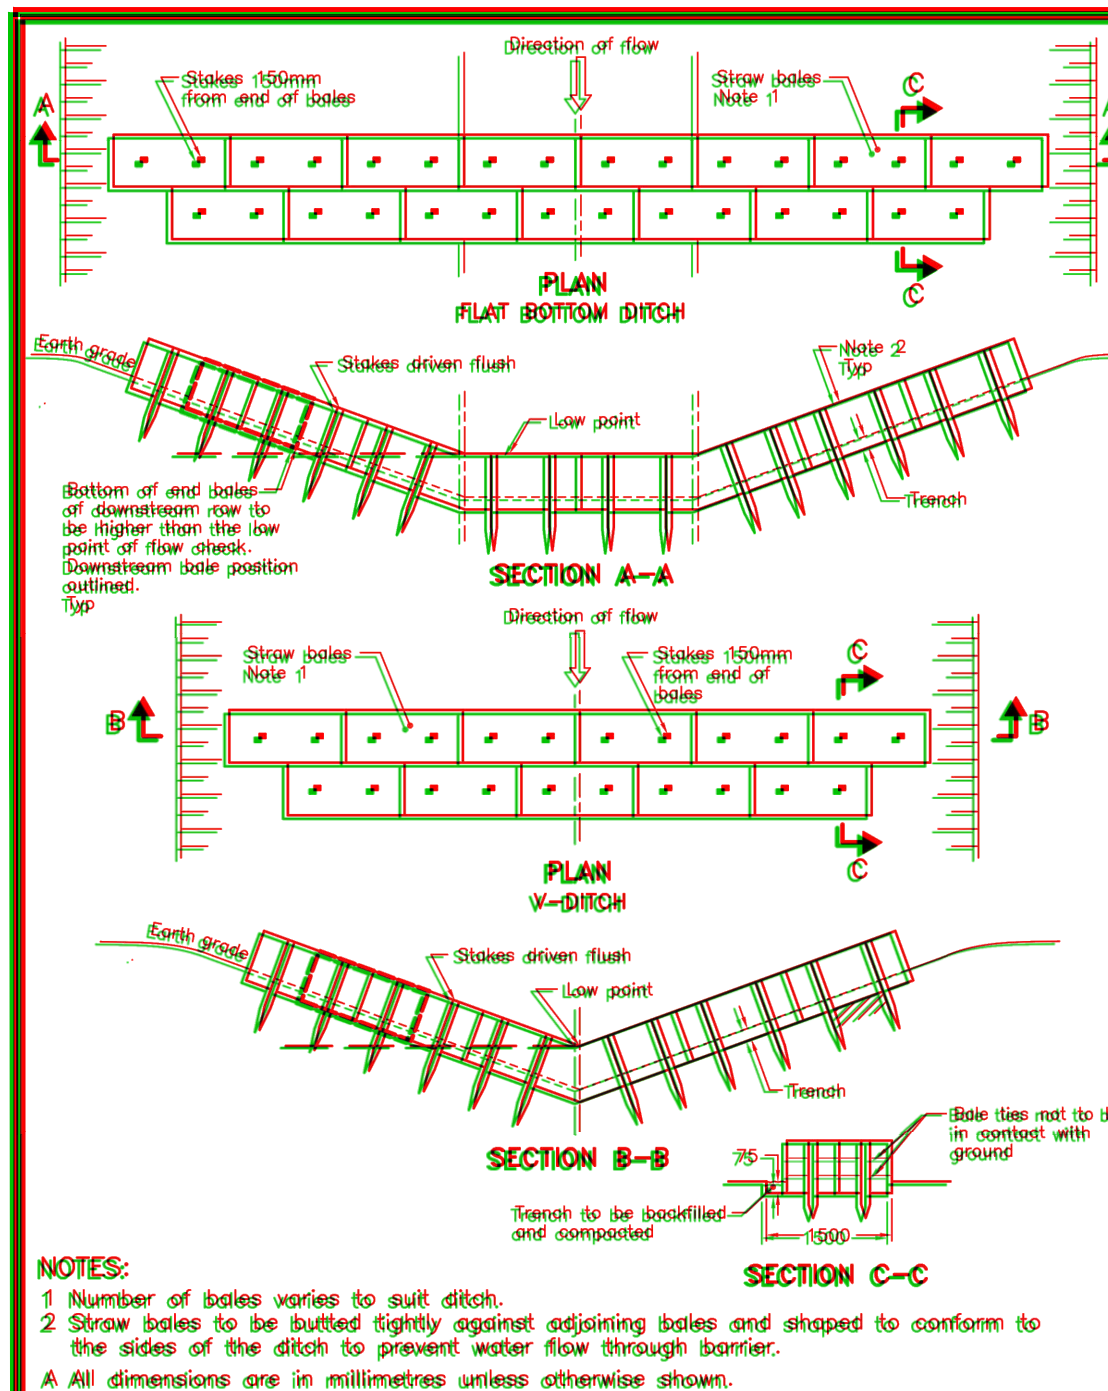 Direction of flow
Stakes 150mm
from end of bales
Straw bales
Note 1
C
A
A
C
PLAN
FLAT BOTTOM DITCH
Earth grade
Stakes driven flush
Note 2
Typ
Low point
Bottom of end bales
of downstream row to
be higher than the low
point of flow check.
Downstream bale position
outlined.
Typ
Trench
SECTION A-A
Direction of flow
Straw bales
Note 1
Stakes 150mm
from end of
bales
C
B
B
C
PLAN
V-DITCH
Earth grade
Stakes driven flush
Low point
Trench
SECTION B-B
Bale ties not to b
in contact with
ground
75
Trench to be backfilled
and compacted
1500
SECTION C-C
NOTES:
1 Number of bales varies to suit ditch.
2 Straw bales to be butted tightly against adjoining bales and shaped to conform to
the sides of the ditch to prevent water flow through barrier.
A All dimensions are in millimetres unless otherwise shown.